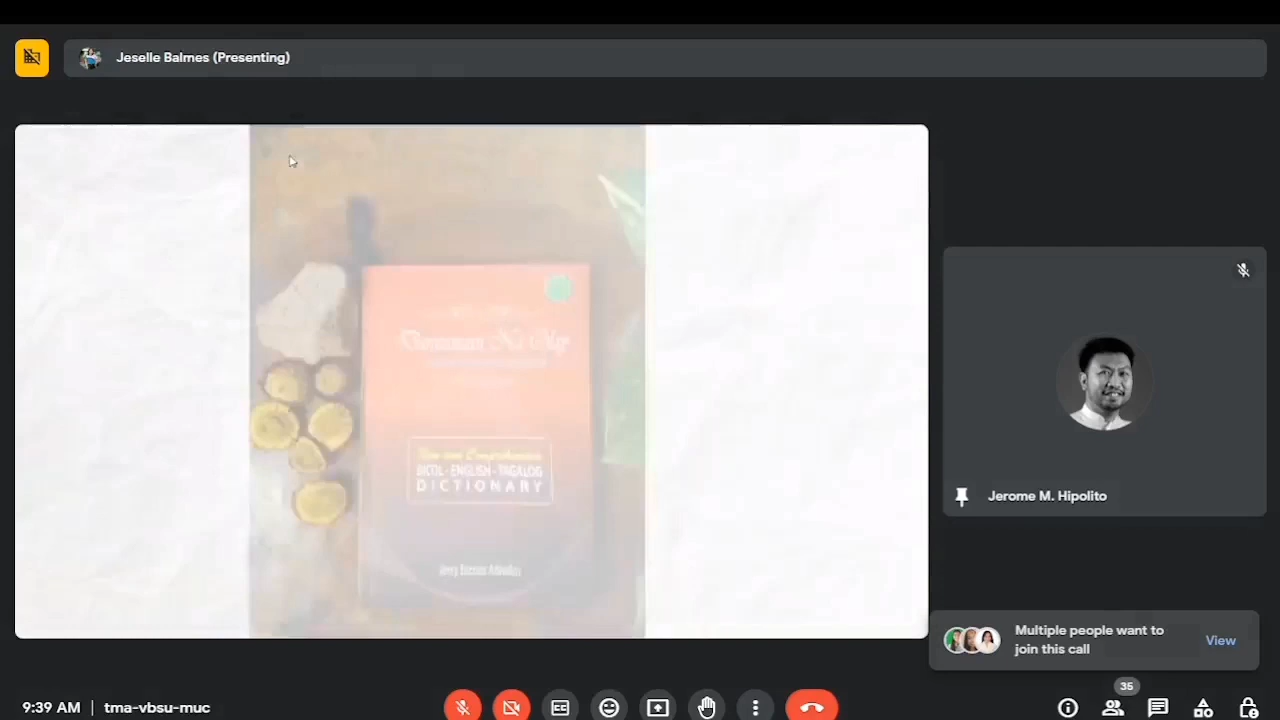 Jeselle Balmes (Presenting)
BICOL - ENGLISH - TAGALOG
DICTIONARY
Jerome M. Hipolito
Multiple people want to
join this call
View
35
9:39 AM | tma-vbsu-muc